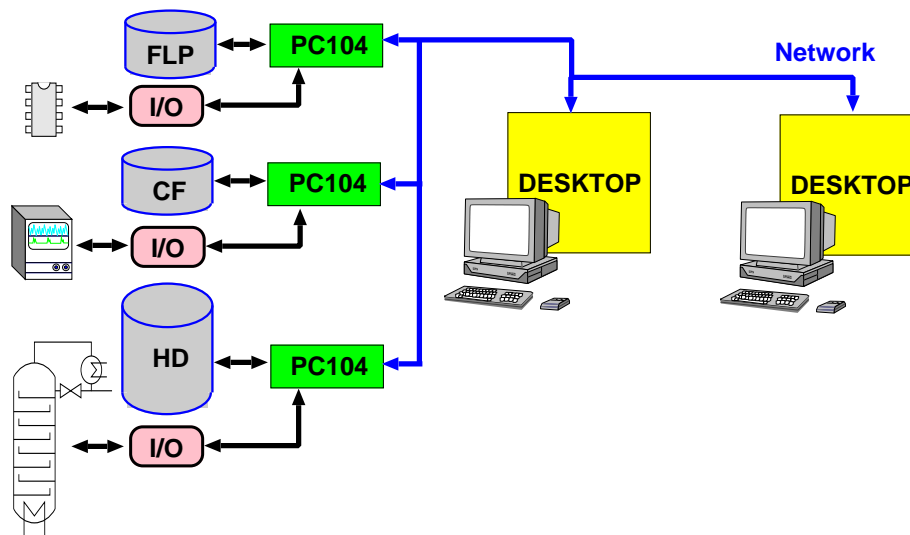 FLP
PC104
Network
I/O
CF
PC104
DESKTOP
DESKTOP
I/O
HD
PC104
I/O